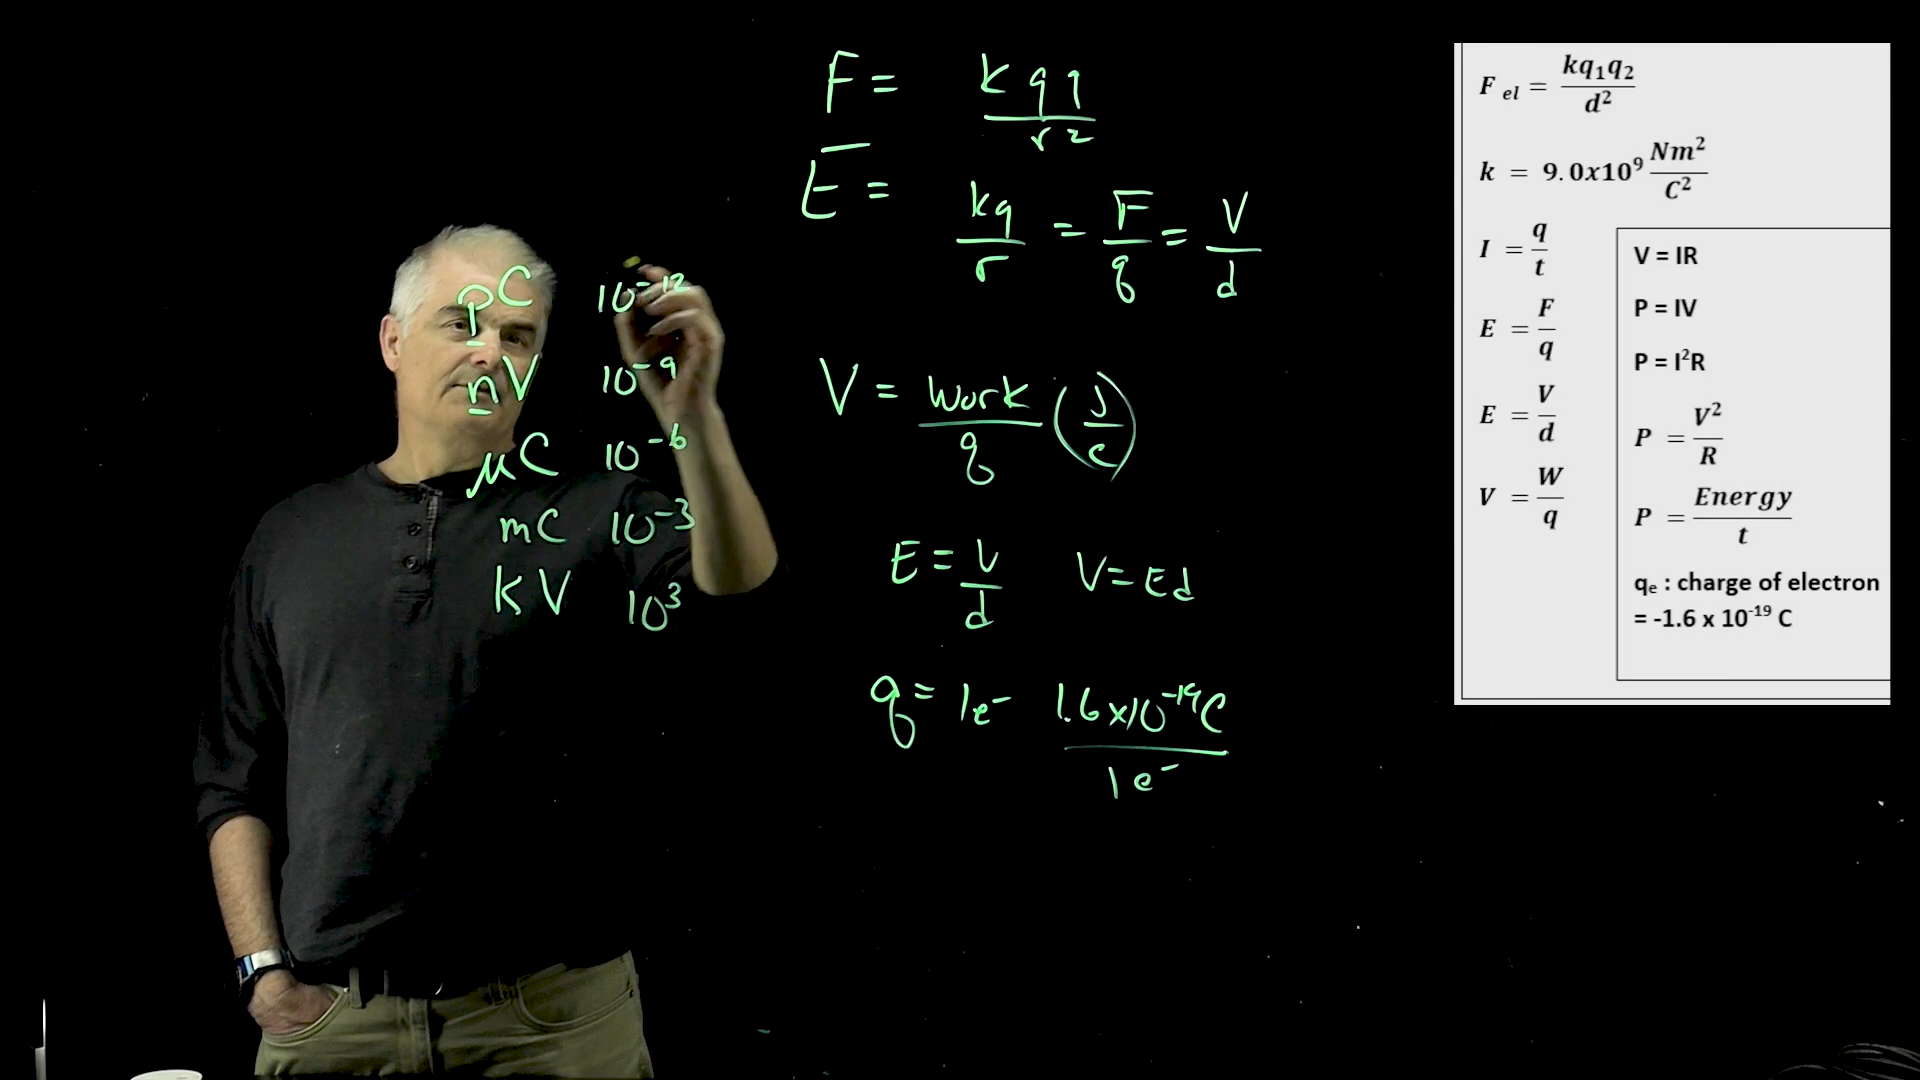 F = kqq/r²
E = kq/r = F/q = V/d
pC 10⁻¹²
nV 10⁻⁹
μC 10⁻⁶
mC 10⁻³
kV 10³
V = Work/q (J/C)
E = V/d V = Ed
q = 1e⁻ 1.6x10⁻¹⁹C/1e⁻
F el = kq₁q₂/d²
k = 9.0x10⁹ Nm²/C²
I = q/t
E = F/q
E = V/d
V = W/q
V = IR
P = IV
P = I²R
P = V²/R
P = Energy/t
qₑ : charge of electron
= -1.6 x 10⁻¹⁹ C